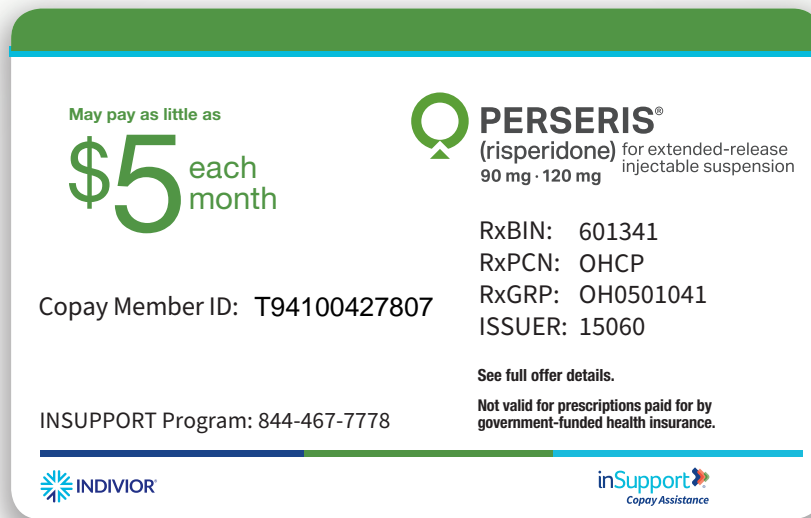 May pay as little as
$5 each month
PERSERIS®
(risperidone) for extended-release injectable suspension
90 mg · 120 mg
RxBIN: 601341
RxPCN: OHCP
RxGRP: OH0501041
ISSUER: 15060
Copay Member ID: T94100427807
See full offer details.
Not valid for prescriptions paid for by
government-funded health insurance.
INSUPPORT Program: 844-467-7778
INDIVIOR®
inSupport
Copay Assistance